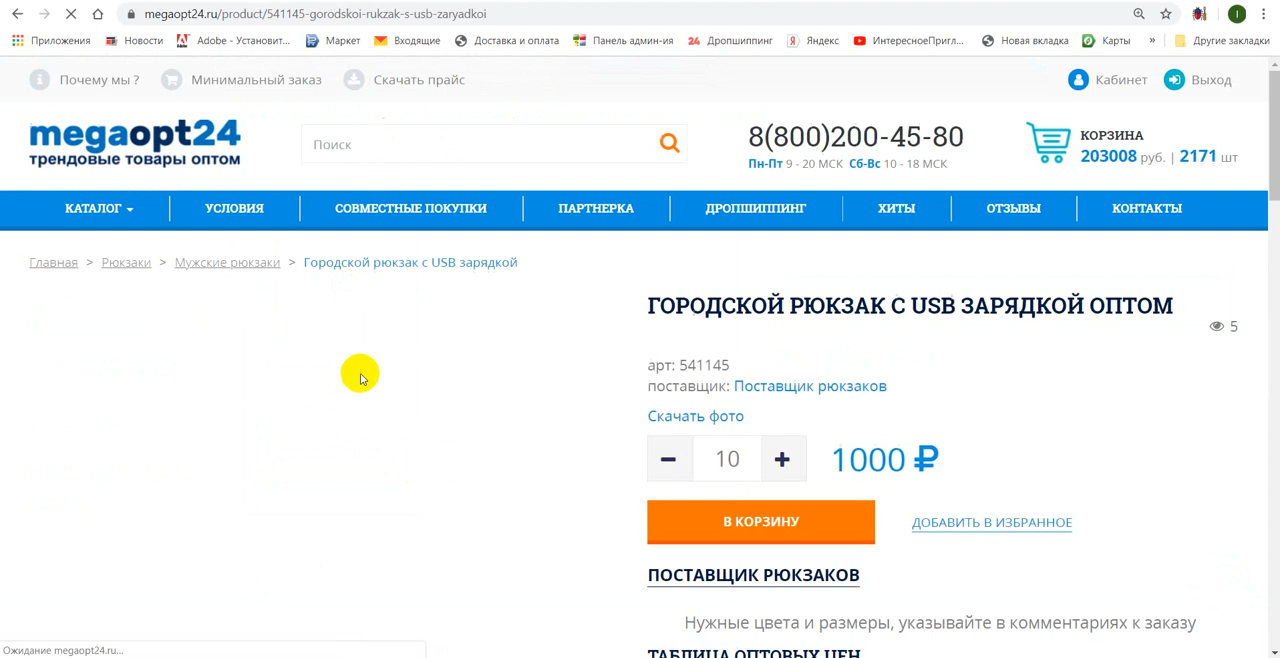 megaopt24.ru/product/541145-gorodskoi-rukzak-s-usb-zaryadkoi
I
Приложения Новости Adobe - Установит... Маркет Входящие Доставка и оплата Панель админ-ия 24 Дропшиппинг Я Яндекс ИнтересноеПригл... Новая вкладка Карты » Другие закладки
Почему мы ? Минимальный заказ Скачать прайс Кабинет Выход
megaopt24
трендовые товары оптом
Поиск
8(800)200-45-80
Пн-Пт 9 - 20 МСК Сб-Вс 10 - 18 МСК
КОРЗИНА
203008 руб. | 2171 шт
КАТАЛОГ УСЛОВИЯ СОВМЕСТНЫЕ ПОКУПКИ ПАРТНЕРКА ДРОПШИППИНГ ХИТЫ ОТЗЫВЫ КОНТАКТЫ
Главная > Рюкзаки > Мужские рюкзаки > Городской рюкзак с USB зарядкой
ГОРОДСКОЙ РЮКЗАК С USB ЗАРЯДКОЙ ОПТОМ
5
арт: 541145
поставщик: Поставщик рюкзаков
Скачать фото
− 10 + 1000 ₽
В КОРЗИНУ ДОБАВИТЬ В ИЗБРАННОЕ
ПОСТАВЩИК РЮКЗАКОВ
Нужные цвета и размеры, указывайте в комментариях к заказу
ТАБЛИЦА ОПТОВЫХ ЦЕН
Ожидание megaopt24.ru...